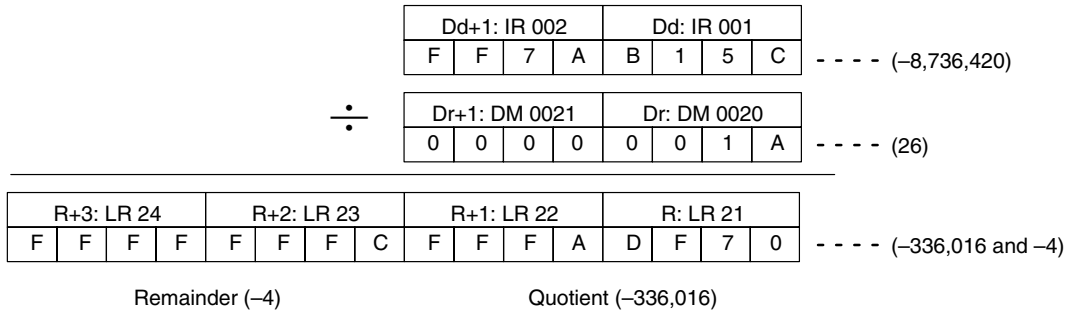 Dd+1: IR 002 Dd: IR 001
F F 7 A B 1 5 C - - - - (–8,736,420)
÷ Dr+1: DM 0021 Dr: DM 0020
0 0 0 0 0 0 1 A - - - - (26)
R+3: LR 24 R+2: LR 23 R+1: LR 22 R: LR 21
F F F F F F F C F F F A D F 7 0 - - - - (–336,016 and –4)
Remainder (–4) Quotient (–336,016)